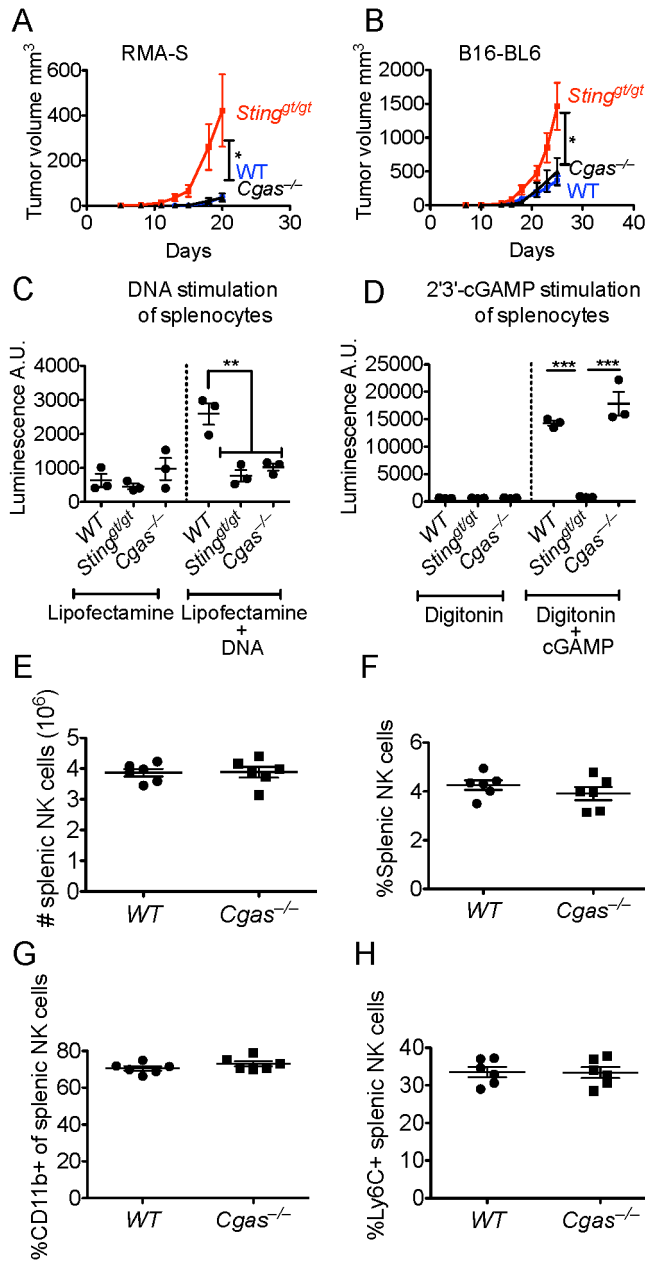 A
RMA-S
Tumor volume mm³
600
400
200
0
0 10 20 30
Days
Sting^gt/gt
*
WT
Cgas^–/–
B
B16-BL6
Tumor volume mm³
2000
1500
1000
500
0
0 10 20 30 40
Days
Sting^gt/gt
*
Cgas^–/–
WT
C
DNA stimulation
of splenocytes
Luminescence A.U.
4000
3000
2000
1000
0
**
WT Sting^gt/gt Cgas^–/– WT Sting^gt/gt Cgas^–/–
Lipofectamine
Lipofectamine
+
DNA
D
2'3'-cGAMP stimulation
of splenocytes
Luminescence A.U.
25000
20000
15000
10000
5000
0
*** ***
WT Sting^gt/gt Cgas^–/– WT Sting^gt/gt Cgas^–/–
Digitonin
Digitonin
+
cGAMP
E
# splenic NK cells (10⁶)
5
4
3
2
1
0
WT Cgas^–/–
F
%Splenic NK cells
6
4
2
0
WT Cgas^–/–
G
%CD11b+ of splenic NK cells
80
60
40
20
0
WT Cgas^–/–
H
%Ly6C+ splenic NK cells
40
30
20
10
0
WT Cgas^–/–